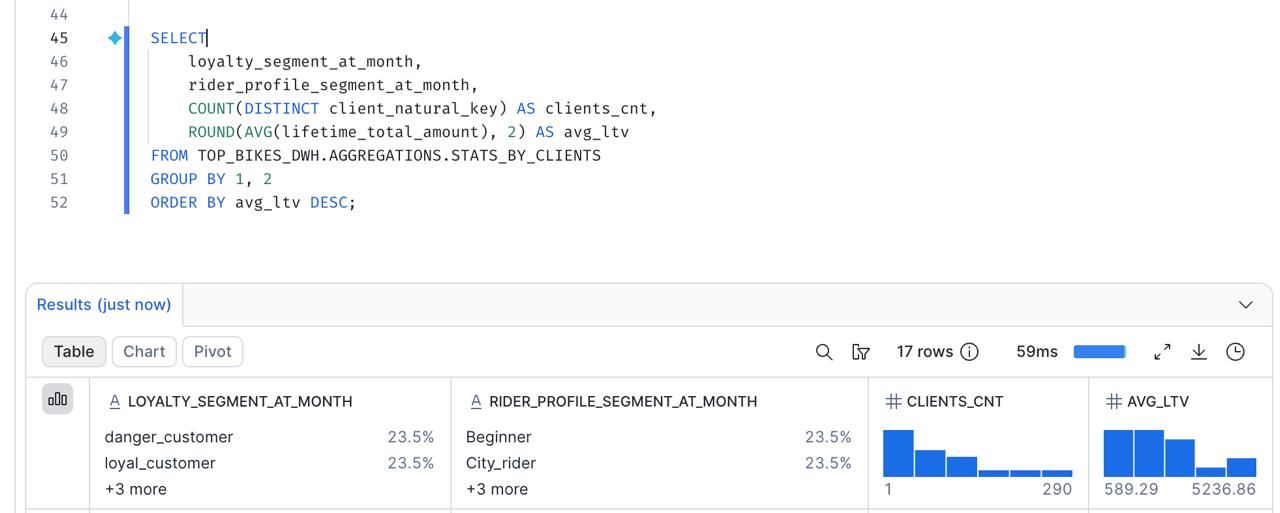 44
45 SELECT
46 loyalty_segment_at_month,
47 rider_profile_segment_at_month,
48 COUNT(DISTINCT client_natural_key) AS clients_cnt,
49 ROUND(AVG(lifetime_total_amount), 2) AS avg_ltv
50 FROM TOP_BIKES_DWH.AGGREGATIONS.STATS_BY_CLIENTS
51 GROUP BY 1, 2
52 ORDER BY avg_ltv DESC;
Results (just now)
Table Chart Pivot 17 rows 59ms
LOYALTY_SEGMENT_AT_MONTH RIDER_PROFILE_SEGMENT_AT_MONTH CLIENTS_CNT AVG_LTV
danger_customer 23.5% Beginner 23.5%
loyal_customer 23.5% City_rider 23.5%
+3 more +3 more 1 290 589.29 5236.86